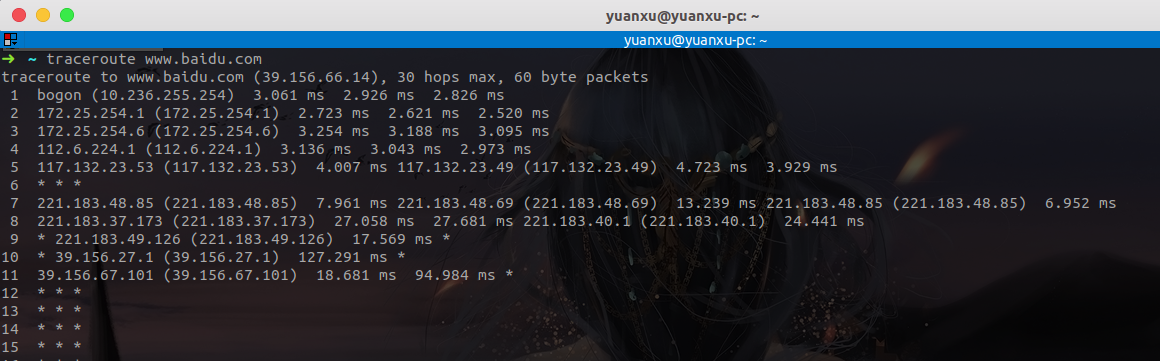 yuanxu@yuanxu-pc: ~
yuanxu@yuanxu-pc: ~
➜ ~ traceroute www.baidu.com
traceroute to www.baidu.com (39.156.66.14), 30 hops max, 60 byte packets
1 bogon (10.236.255.254) 3.061 ms 2.926 ms 2.826 ms
2 172.25.254.1 (172.25.254.1) 2.723 ms 2.621 ms 2.520 ms
3 172.25.254.6 (172.25.254.6) 3.254 ms 3.188 ms 3.095 ms
4 112.6.224.1 (112.6.224.1) 3.136 ms 3.043 ms 2.973 ms
5 117.132.23.53 (117.132.23.53) 4.007 ms 117.132.23.49 (117.132.23.49) 4.723 ms 3.929 ms
6 * * *
7 221.183.48.85 (221.183.48.85) 7.961 ms 221.183.48.69 (221.183.48.69) 13.239 ms 221.183.48.85 (221.183.48.85) 6.952 ms
8 221.183.37.173 (221.183.37.173) 27.058 ms 27.681 ms 221.183.40.1 (221.183.40.1) 24.441 ms
9 * 221.183.49.126 (221.183.49.126) 17.569 ms *
10 * 39.156.27.1 (39.156.27.1) 127.291 ms *
11 39.156.67.101 (39.156.67.101) 18.681 ms 94.984 ms *
12 * * *
13 * * *
14 * * *
15 * * *